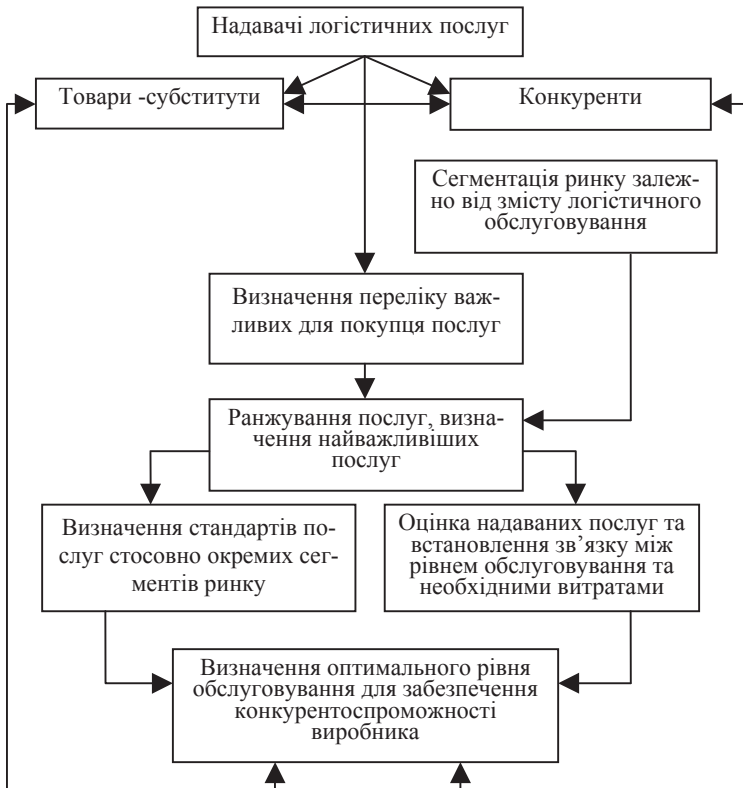 Надавачі логістичних послуг
Товари -субститути
Конкуренти
Сегментація ринку залеж-
но від змісту логістичного
обслуговування
Визначення переліку важ-
ливих для покупця послуг
Ранжування послуг, визна-
чення найважливіших
послуг
Визначення стандартів по-
слуг стосовно окремих сег-
ментів ринку
Оцінка надаваних послуг та
встановлення зв’язку між
рівнем обслуговування та
необхідними витратами
Визначення оптимального рівня
обслуговування для забезпечення
конкурентоспроможності
виробника